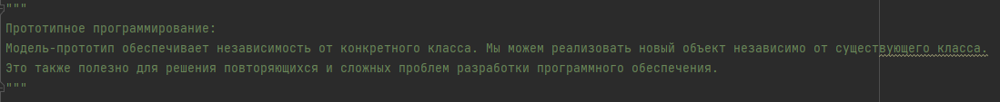 """
Прототипное программирование:
Модель-прототип обеспечивает независимость от конкретного класса. Мы можем реализовать новый объект независимо от существующего класса.
Это также полезно для решения повторяющихся и сложных проблем разработки программного обеспечения.
"""